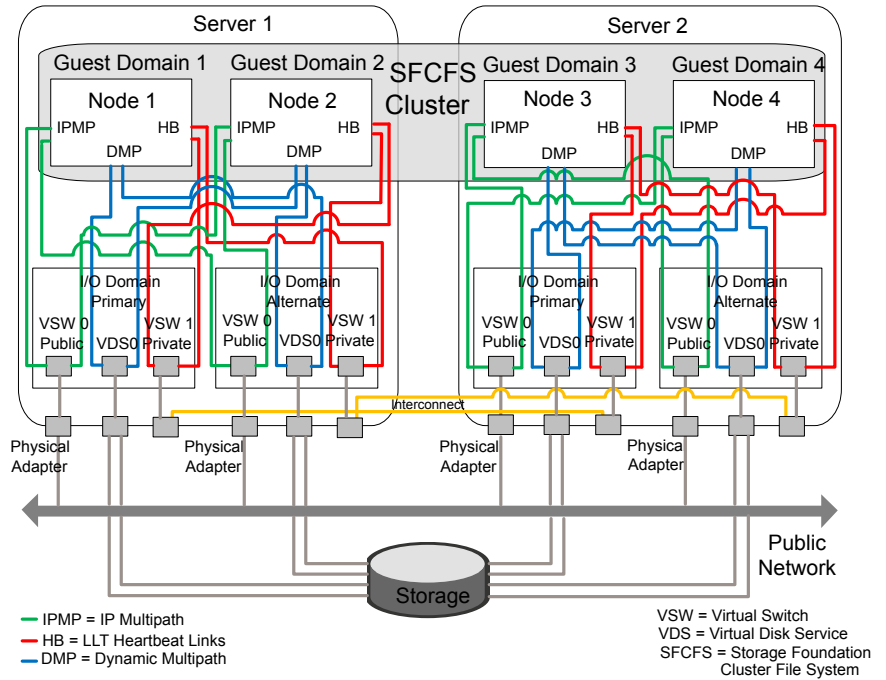 Server 1
Server 2
Guest Domain 1
Guest Domain 2
SFCFS
Cluster
Guest Domain 3
Guest Domain 4
Node 1
IPMP
HB
DMP
Node 2
IPMP
HB
DMP
Node 3
IPMP
HB
DMP
Node 4
IPMP
HB
DMP
I/O Domain
Primary
VSW 0
Public
VDS0
VSW 1
Private
I/O Domain
Alternate
VSW 0
Public
VDS0
VSW 1
Private
I/O Domain
Primary
VSW 0
Public
VDS0
VSW 1
Private
I/O Domain
Alternate
VSW 0
Public
VDS0
VSW 1
Private
Interconnect
Physical
Adapter
Physical
Adapter
Physical
Adapter
Physical
Adapter
Public
Network
Storage
IPMP = IP Multipath
HB = LLT Heartbeat Links
DMP = Dynamic Multipath
VSW = Virtual Switch
VDS = Virtual Disk Service
SFCFS = Storage Foundation
Cluster File System